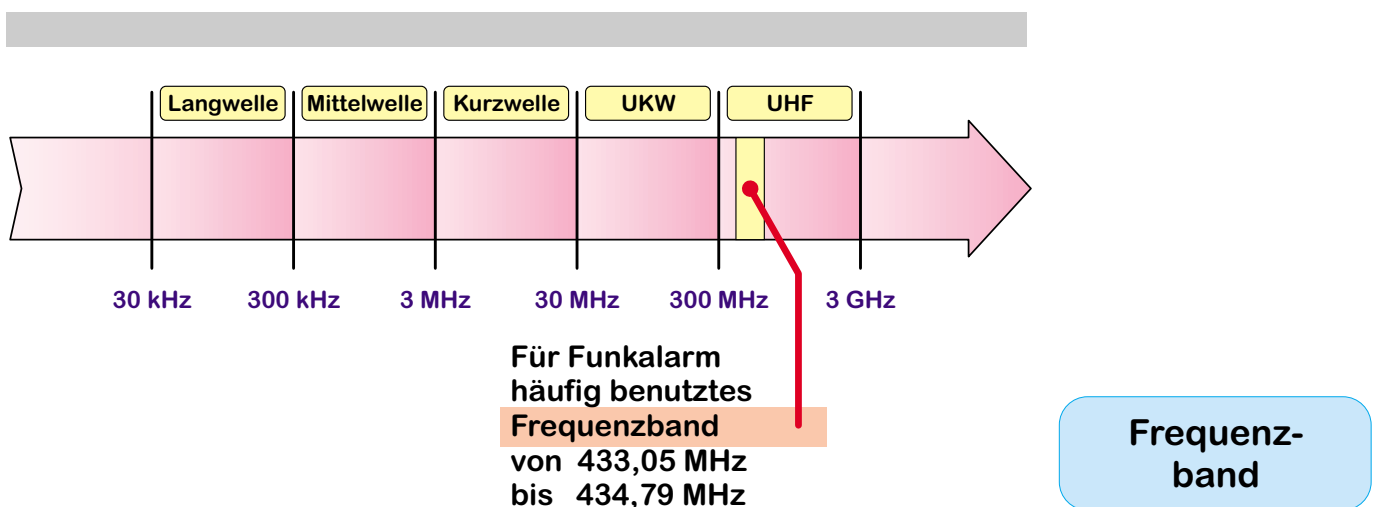 Langwelle Mittelwelle Kurzwelle UKW UHF
30 kHz 300 kHz 3 MHz 30 MHz 300 MHz 3 GHz
Für Funkalarm
häufig benutztes
Frequenzband
von 433,05 MHz
bis 434,79 MHz
Frequenz-
band